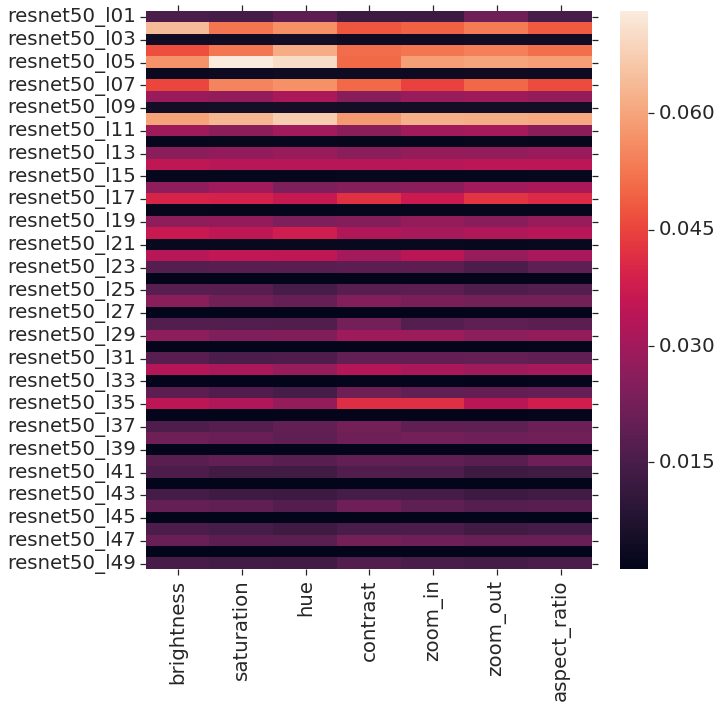 resnet50_l01
resnet50_l03
resnet50_l05
resnet50_l07
resnet50_l09
resnet50_l11
resnet50_l13
resnet50_l15
resnet50_l17
resnet50_l19
resnet50_l21
resnet50_l23
resnet50_l25
resnet50_l27
resnet50_l29
resnet50_l31
resnet50_l33
resnet50_l35
resnet50_l37
resnet50_l39
resnet50_l41
resnet50_l43
resnet50_l45
resnet50_l47
resnet50_l49
brightness
saturation
hue
contrast
zoom_in
zoom_out
aspect_ratio
0.060
0.045
0.030
0.015